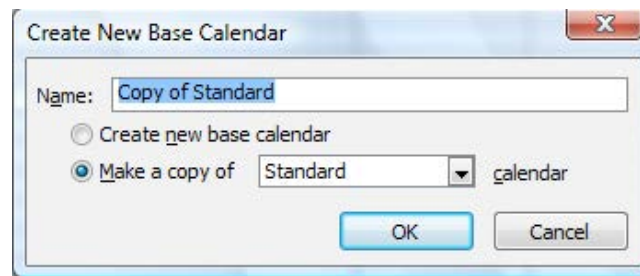 Create New Base Calendar
Name: Copy of Standard
Create new base calendar
Make a copy of Standard calendar
OK Cancel